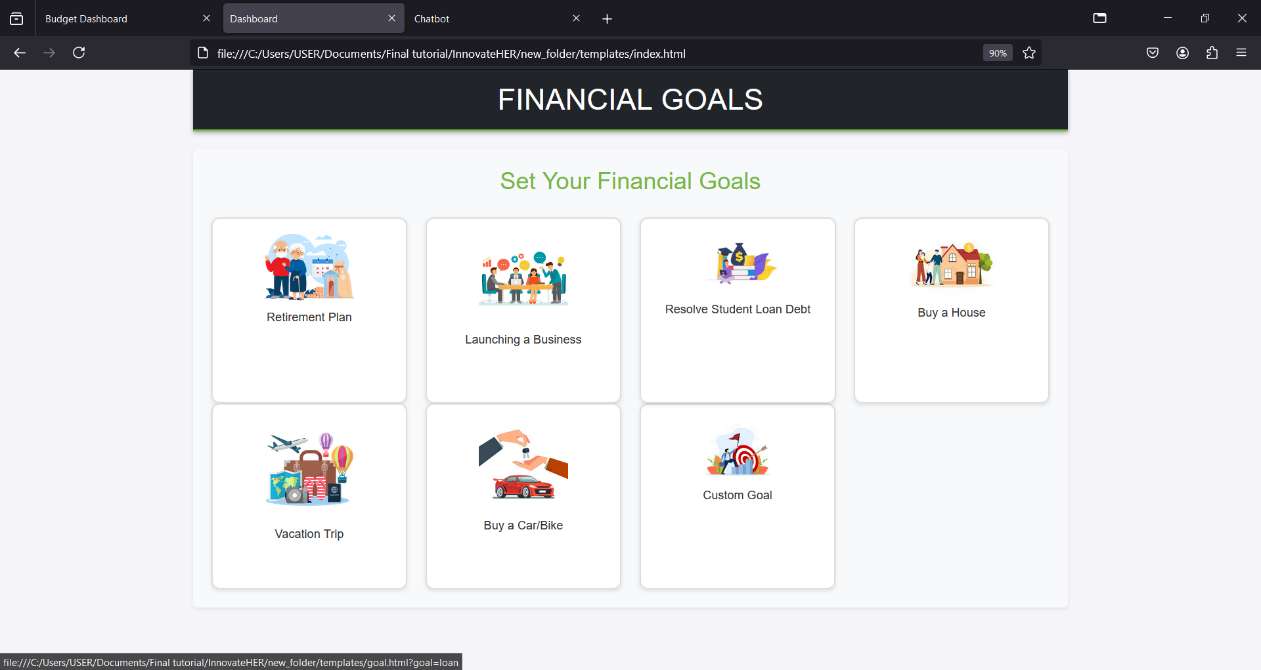 Budget Dashboard
Dashboard
Chatbot
file:///C:/Users/USER/Documents/Final tutorial/InnovateHER/new_folder/templates/index.html
90%
FINANCIAL GOALS
Set Your Financial Goals
Retirement Plan
Launching a Business
Resolve Student Loan Debt
Buy a House
Vacation Trip
Buy a Car/Bike
Custom Goal
file:///C:/Users/USER/Documents/Final tutorial/InnovateHER/new_folder/templates/goal.html?goal=loan